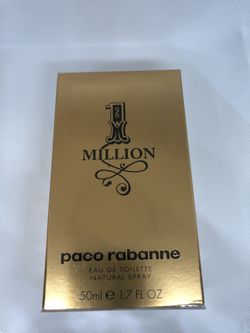 1
MILLION
paco rabanne
EAU DE TOILETTE
NATURAL SPRAY
50ml e 1.7 FL OZ